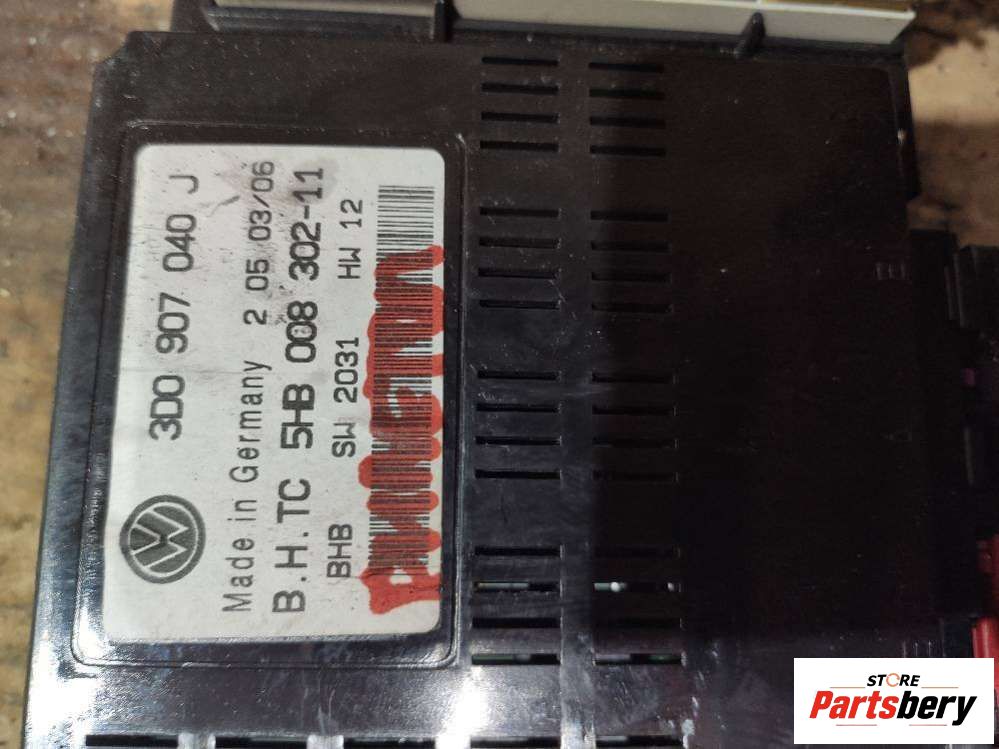 3D0 907 040 J
Made in Germany 2 05 03/06
B.H.TC 5HB 008 302-11
BHB SW 2031 HW 12
STORE
Partsbery